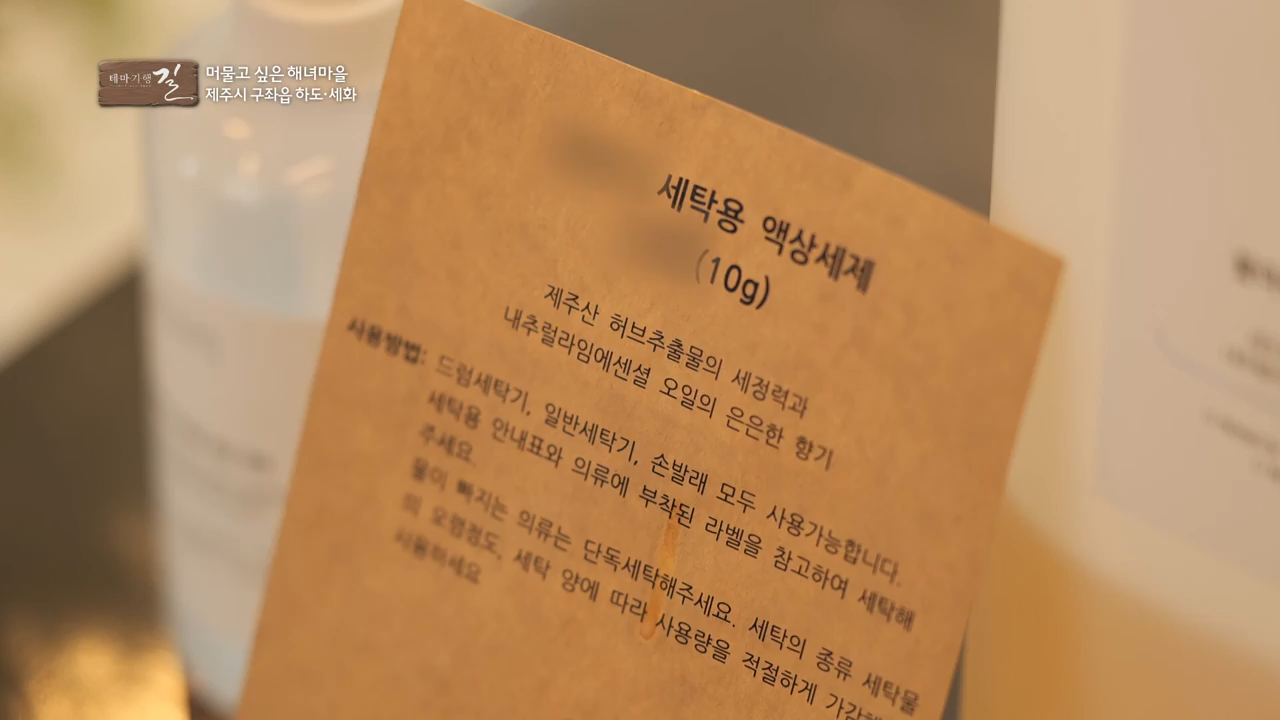 테마기행 길
머물고 싶은 해녀마을
제주시 구좌읍 하도·세화
세탁용 액상세제
(10g)
제주산 허브추출물의 세정력과
내추럴라임에센셜 오일의 은은한 향기
사용방법: 드럼세탁기, 일반세탁기, 손발래 모두 사용가능합니다.
세탁용 안내표와 의류에 부착된 라벨을 참고하여 세탁해
주세요.
물이 빠지는 의류는 단독세탁해주세요. 세탁의 종류 세탁물
의 오염정도, 세탁 양에 따라 사용량을 적절하게 가감해
사용하세요